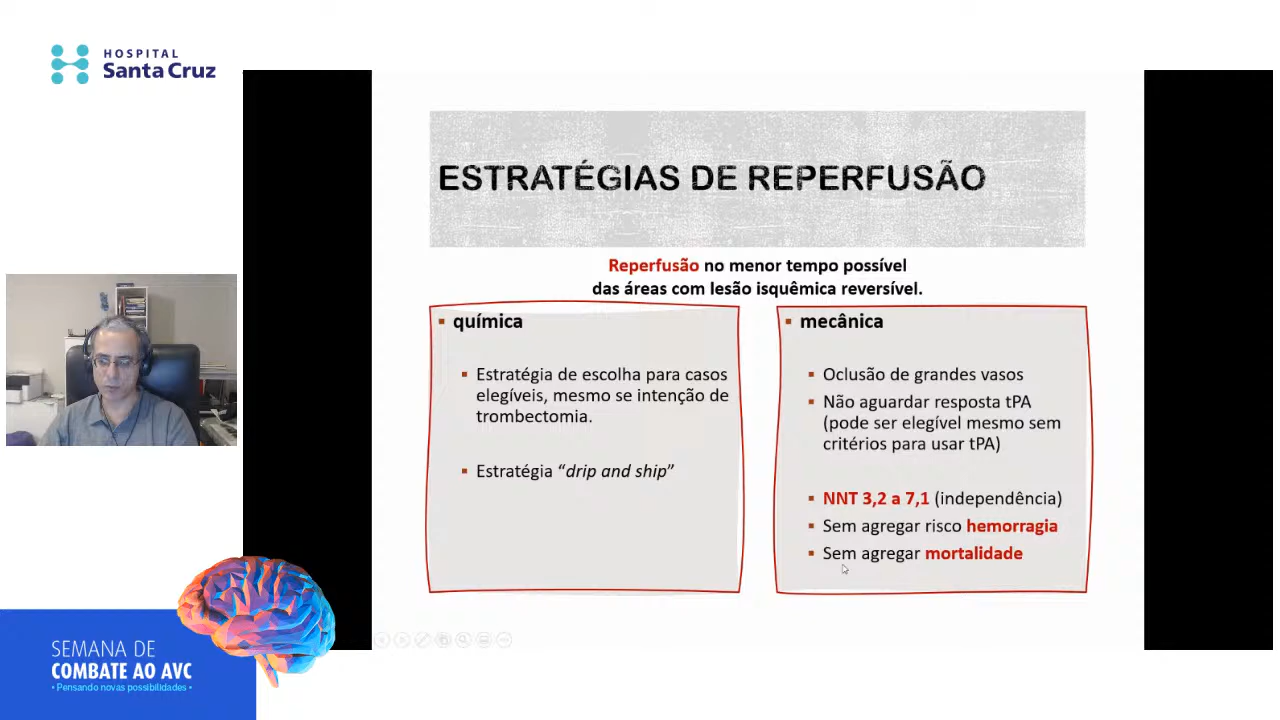 HOSPITAL
Santa Cruz
ESTRATÉGIAS DE REPERFUSÃO
Reperfusão no menor tempo possível
das áreas com lesão isquêmica reversível.
▪ química
▪ Estratégia de escolha para casos
elegíveis, mesmo se intenção de
trombectomia.
▪ Estratégia “drip and ship”
▪ mecânica
▪ Oclusão de grandes vasos
▪ Não aguardar resposta tPA
(pode ser elegível mesmo sem
critérios para usar tPA)
▪ NNT 3,2 a 7,1 (independência)
▪ Sem agregar risco hemorragia
▪ Sem agregar mortalidade
SEMANA DE
COMBATE AO AVC
• Pensando novas possibilidades •